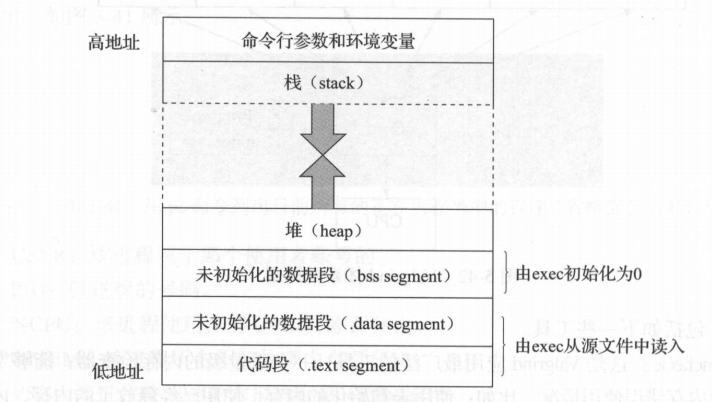 高地址
命令行参数和环境变量
栈（stack）
堆（heap）
未初始化的数据段（.bss segment）
由exec初始化为0
未初始化的数据段（.data segment）
由exec从源文件中读入
代码段（.text segment）
低地址